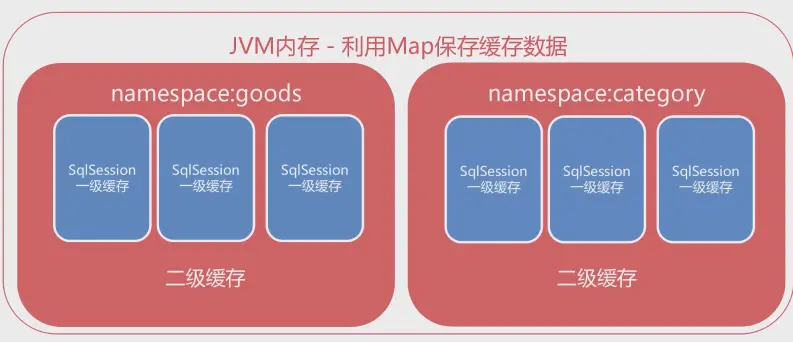 JVM内存 - 利用Map保存缓存数据
namespace:goods
SqlSession
一级缓存
SqlSession
一级缓存
SqlSession
一级缓存
二级缓存
namespace:category
SqlSession
一级缓存
SqlSession
一级缓存
SqlSession
一级缓存
二级缓存